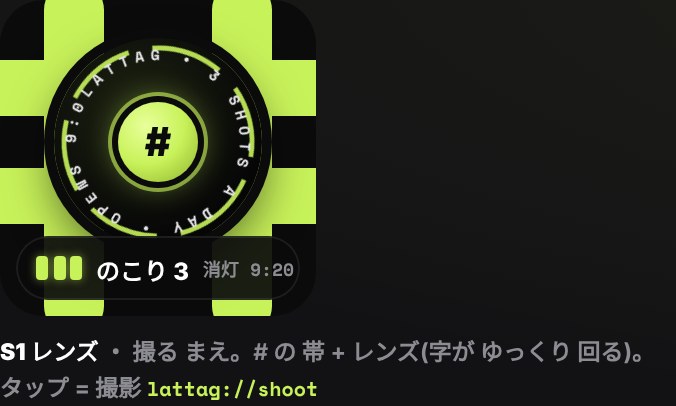 LATTAG • 3 SHOTS A DAY • OPENS 9:0
#
のこり 3 消灯 9:20
S1 レンズ ・ 撮る まえ。# の 帯 + レンズ(字が ゆっくり 回る)。
タップ = 撮影 lattag://shoot